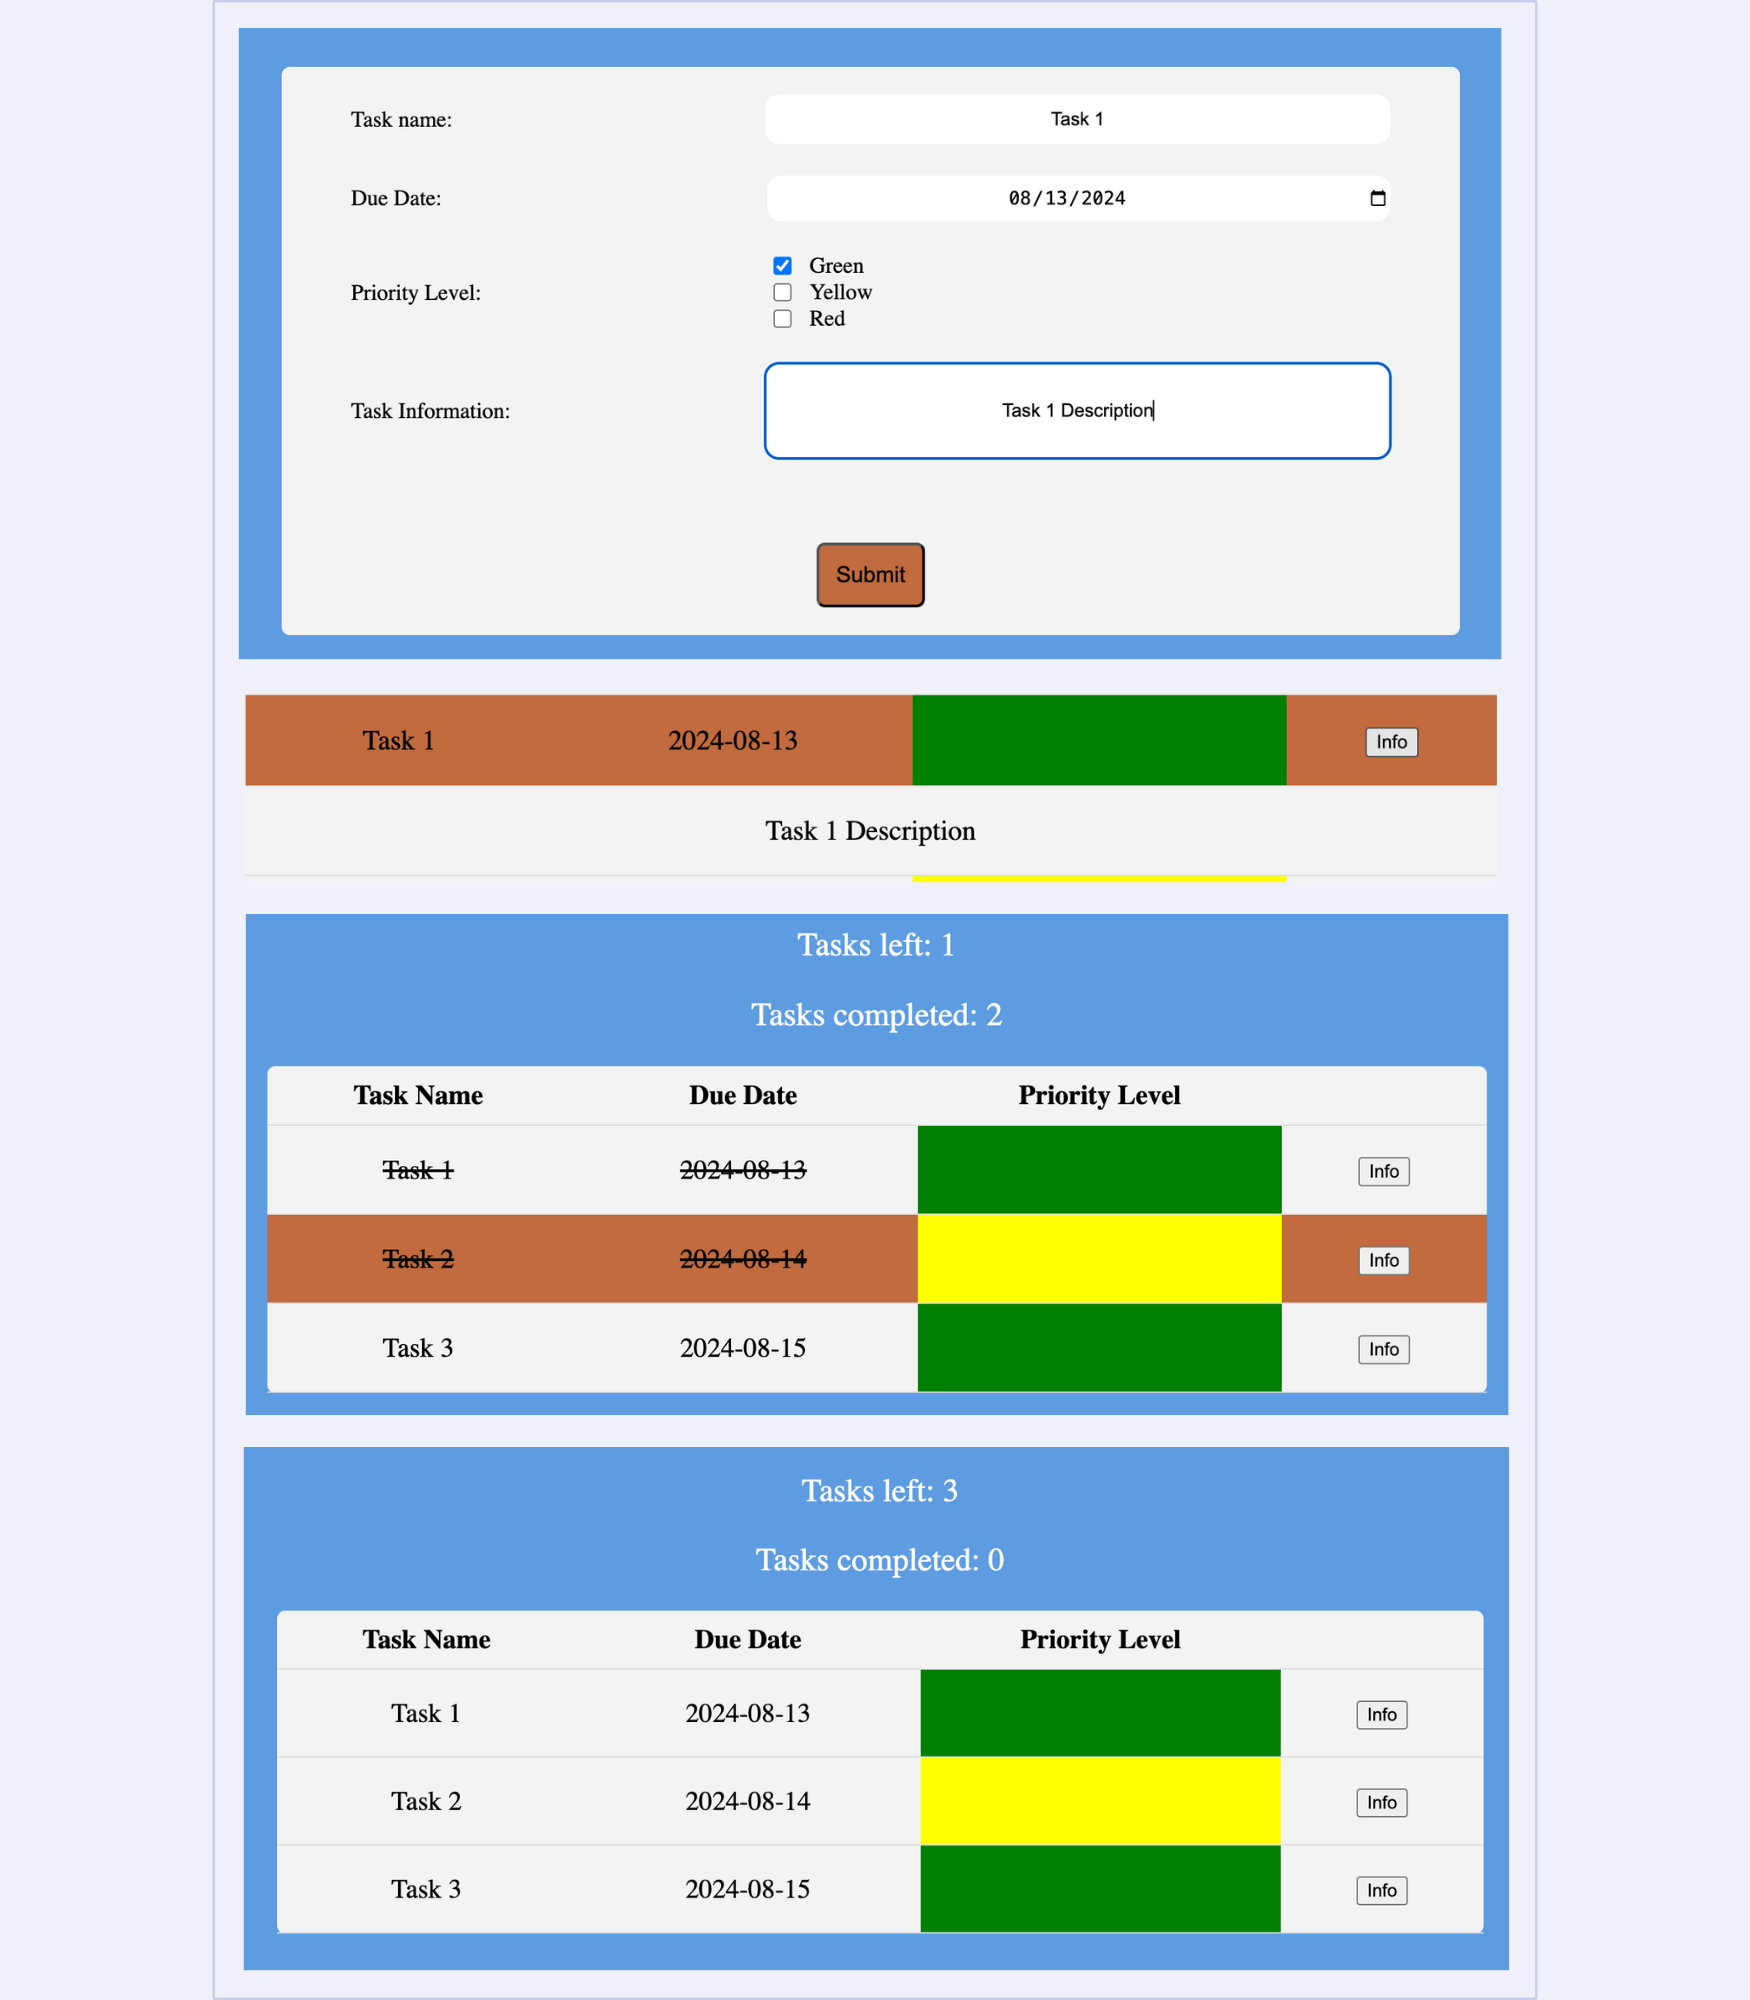 Task name: Task 1
Due Date: 08/13/2024
Green
Priority Level: Yellow
Red
Task Information: Task 1 Description
Submit
Task 1 2024-08-13 Info
Task 1 Description
Tasks left: 1
Tasks completed: 2
Task Name Due Date Priority Level
Task 1 2024-08-13 Info
Task 2 2024-08-14 Info
Task 3 2024-08-15 Info
Tasks left: 3
Tasks completed: 0
Task Name Due Date Priority Level
Task 1 2024-08-13 Info
Task 2 2024-08-14 Info
Task 3 2024-08-15 Info